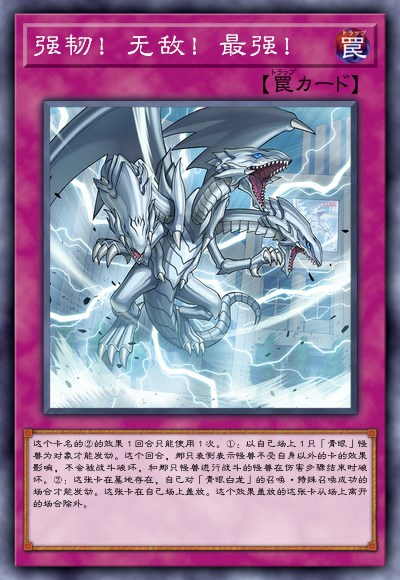 强韧！无敌！最强！
トラップ
罠
トラップ
【罠カード】
这个卡名的②的效果１回合只能使用１次。①：以自己场上１只「青眼」怪
兽为对象才能发动。这个回合，那只表侧表示怪兽不受自身以外的卡的效果
影响，不会被战斗破坏，和那只怪兽进行战斗的怪兽在伤害步骤结束时破
坏。②：这张卡在墓地存在，自己对「青眼白龙」的召唤·特殊召唤成功的
场合才能发动。这张卡在自己场上盖放。这个效果盖放的这张卡从场上离开
的场合除外。